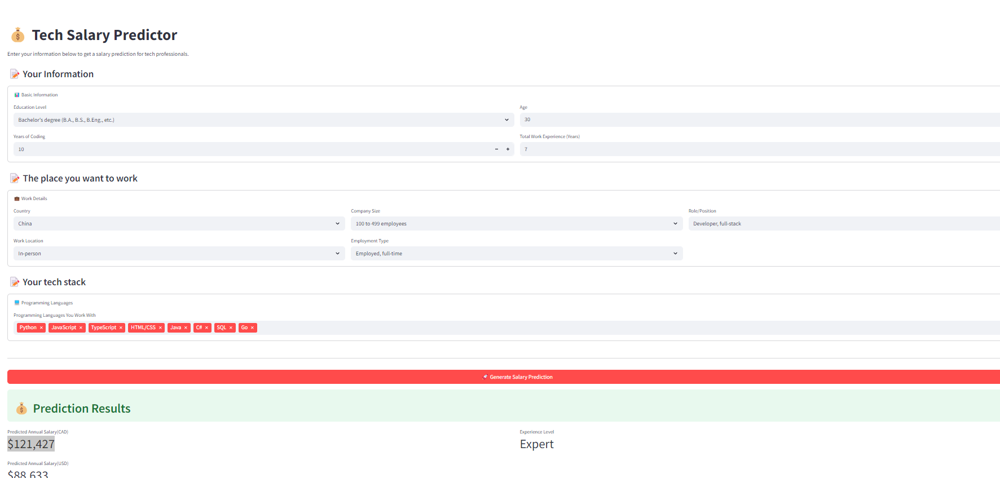 Tech Salary Predictor
Enter your information below to get a salary prediction for tech professionals.
Your Information
Basic Information
Education Level
Age
Bachelor's degree (B.A., B.S., B.Eng., etc.)
30
Years of Coding
Total Work Experience (Years)
10
7
The place you want to work
Work Details
Country
Company Size
Role/Position
China
100 to 499 employees
Developer, full-stack
Work Location
Employment Type
In-person
Employed, full-time
Your tech stack
Programming Languages
Programming Languages You Work With
Python × JavaScript × TypeScript × HTML/CSS × Java × C# × SQL × Go ×
Generate Salary Prediction
Prediction Results
Predicted Annual Salary(CAD)
Experience Level
$121,427
Expert
Predicted Annual Salary(USD)
$88,633